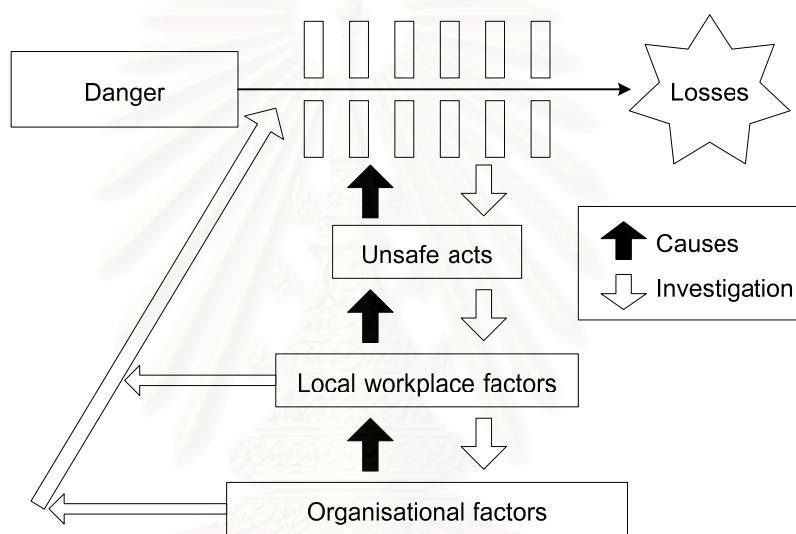 Danger
Losses
Unsafe acts
Causes
Investigation
Local workplace factors
Organisational factors